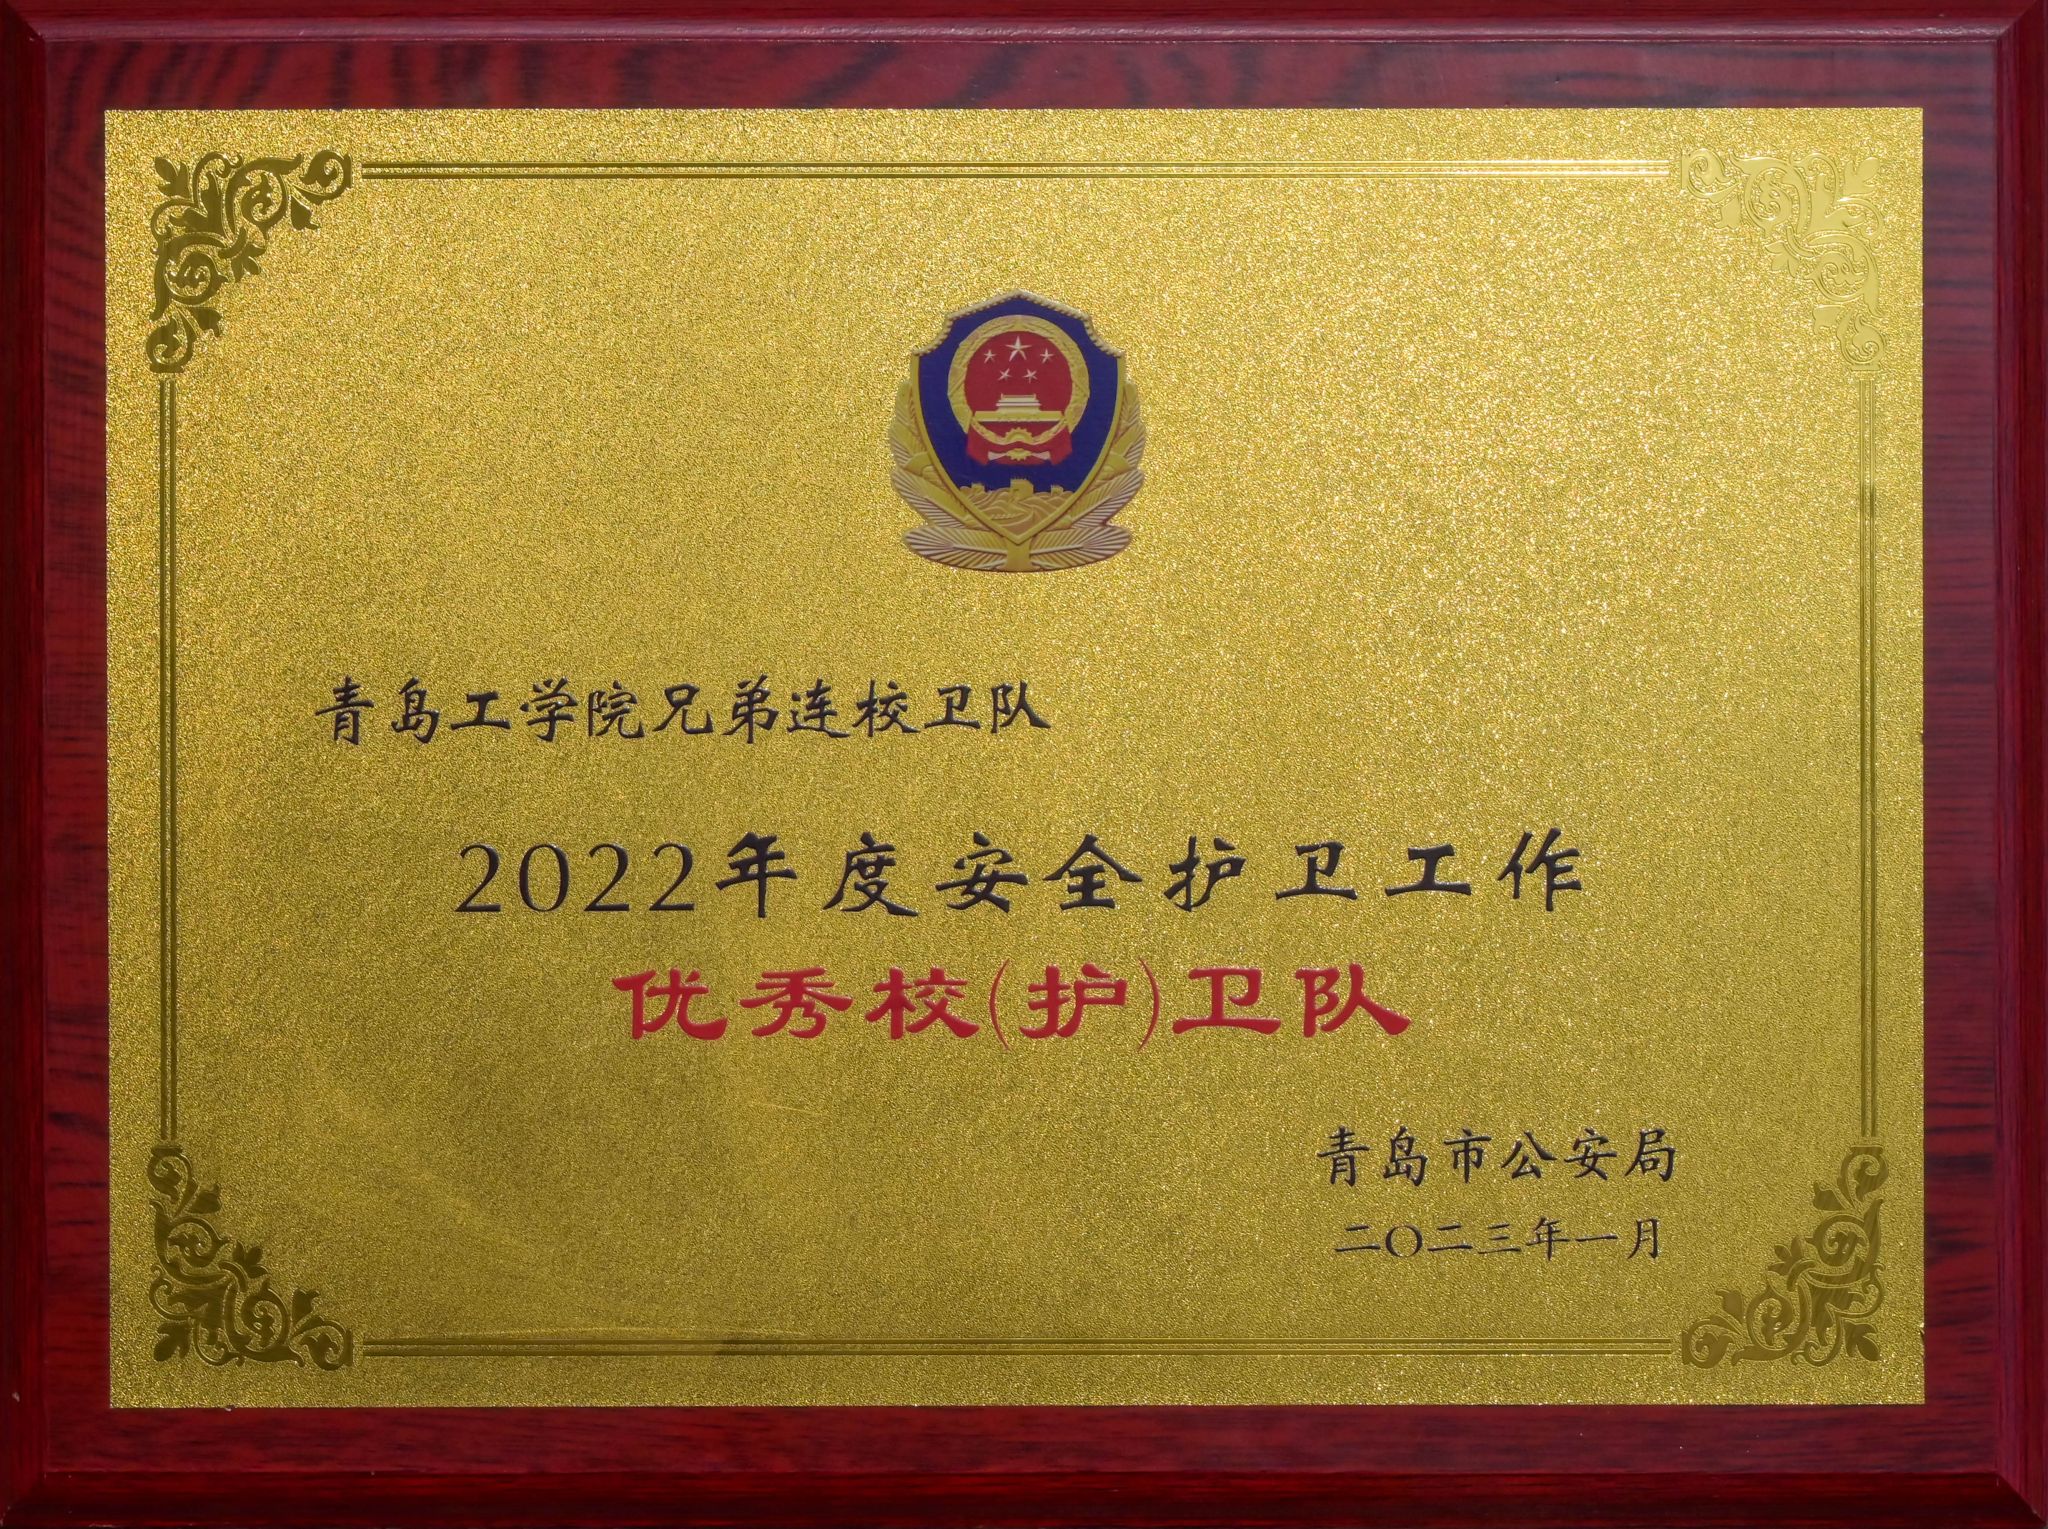 青岛工学院兄弟连校卫队
2022年度安全护卫工作
优秀校(护)卫队
青岛市公安局
二〇二三年一月